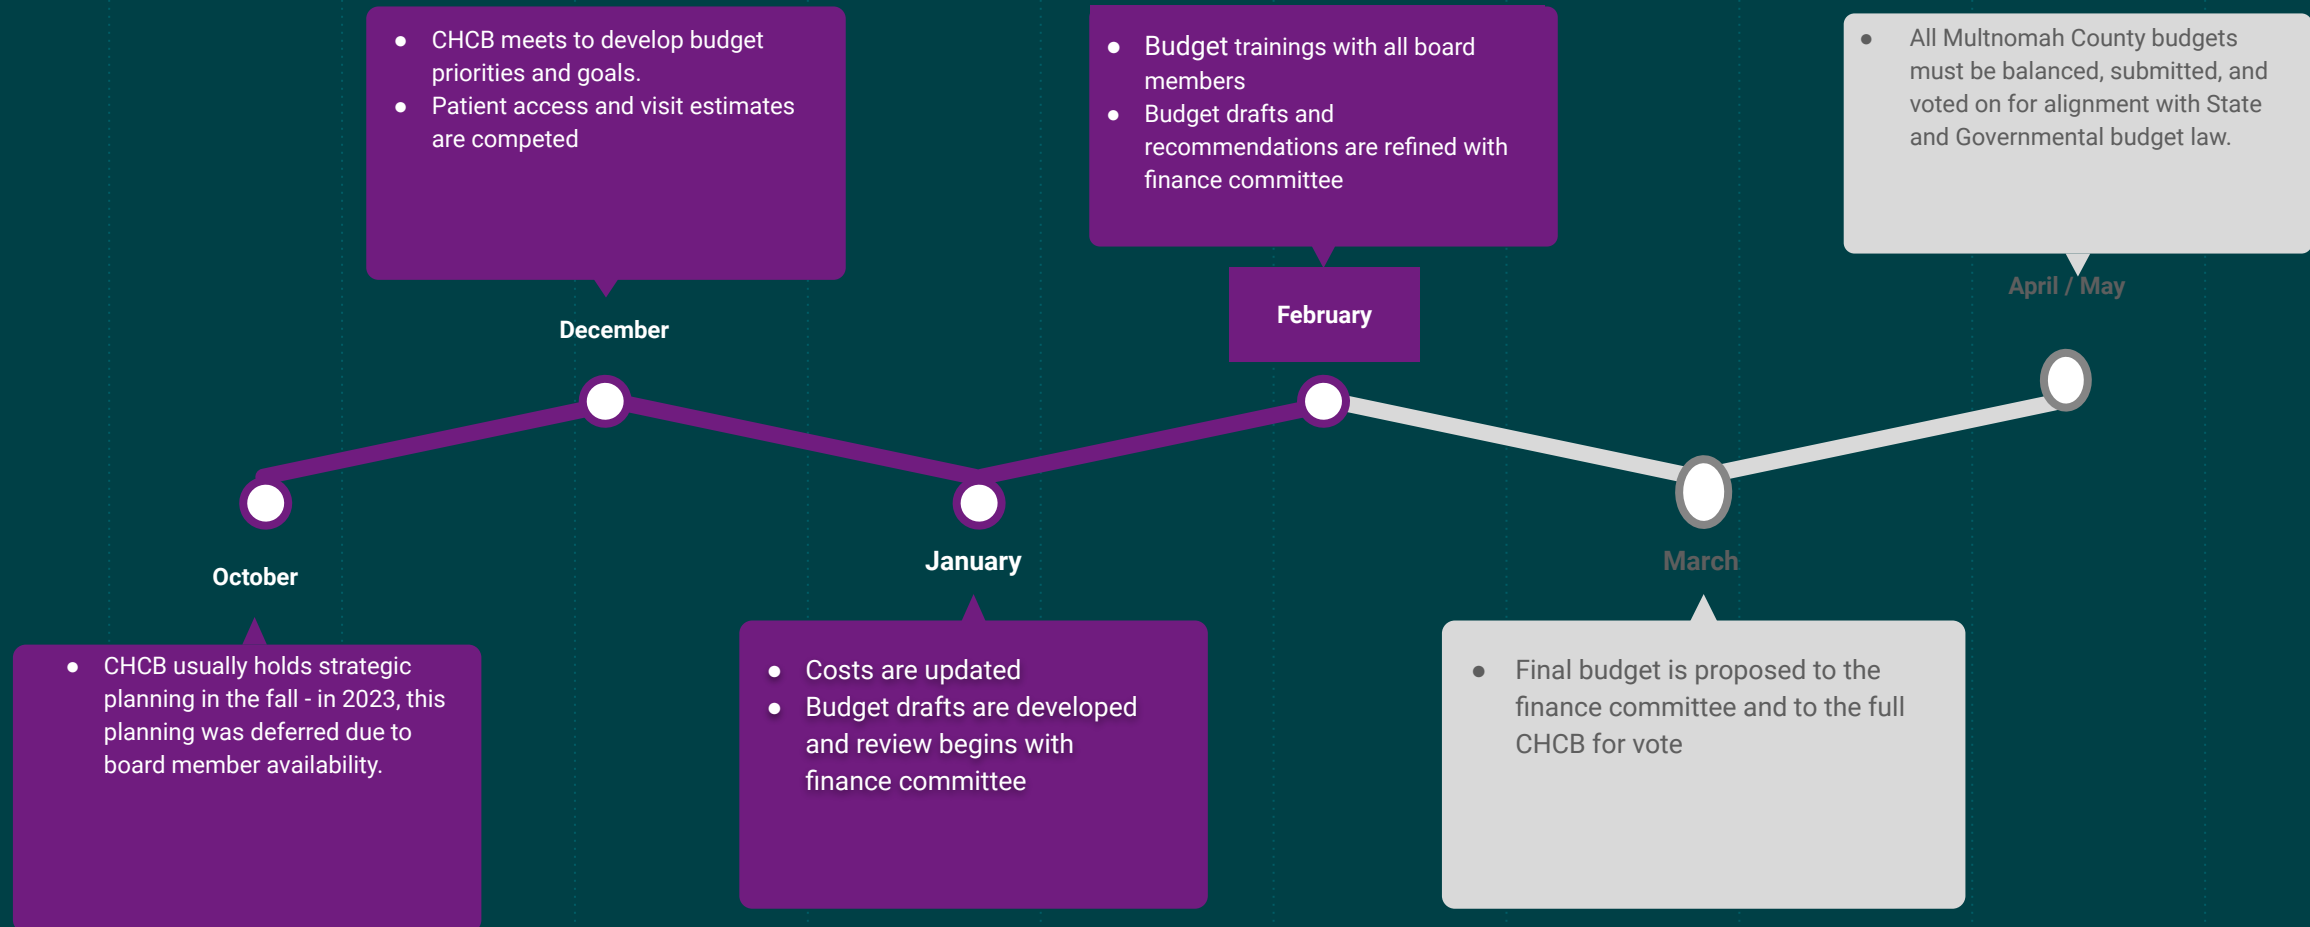 October
● CHCB usually holds strategic
planning in the fall - in 2023, this
planning was deferred due to
board member availability.
● CHCB meets to develop budget
priorities and goals.
● Patient access and visit estimates
are competed
December
January
● Costs are updated
● Budget drafts are developed
and review begins with
finance committee
● Budget trainings with all board
members
● Budget drafts and
recommendations are refined with
finance committee
February
March
● Final budget is proposed to the
finance committee and to the full
CHCB for vote
● All Multnomah County budgets
must be balanced, submitted, and
voted on for alignment with State
and Governmental budget law.
April / May